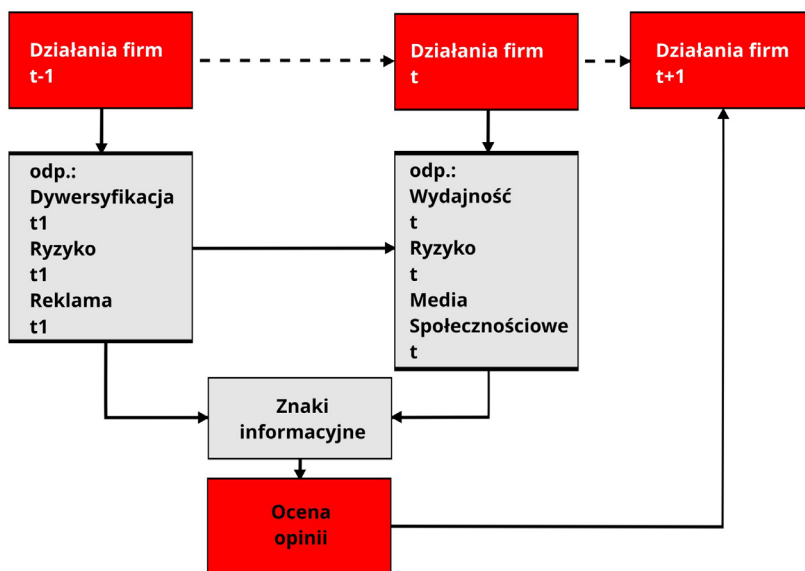 Działania firm
t-1
Działania firm
t
Działania firm
t+1
odp.:
Dywersyfikacja
t1
Ryzyko
t1
Reklama
t1
odp.:
Wydajność
t
Ryzyko
t
Media
Społecznościowe
t
Znaki
informacyjne
Ocena
opinii